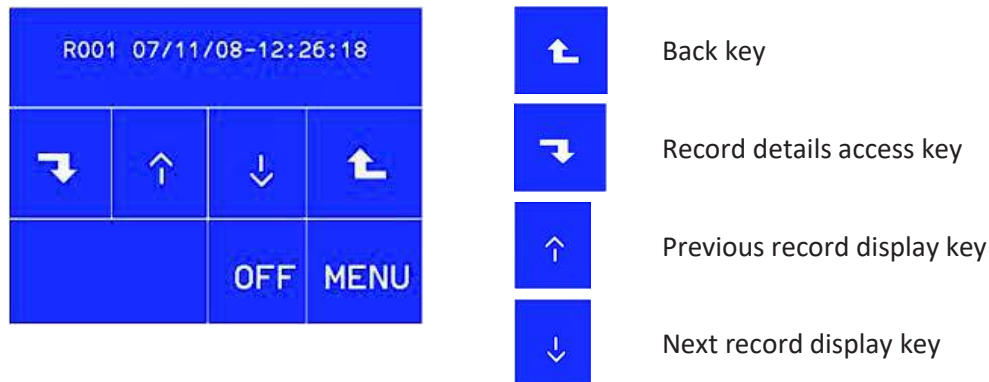 R001 07/11/08-12:26:18
OFF MENU
Back key
Record details access key
Previous record display key
Next record display key